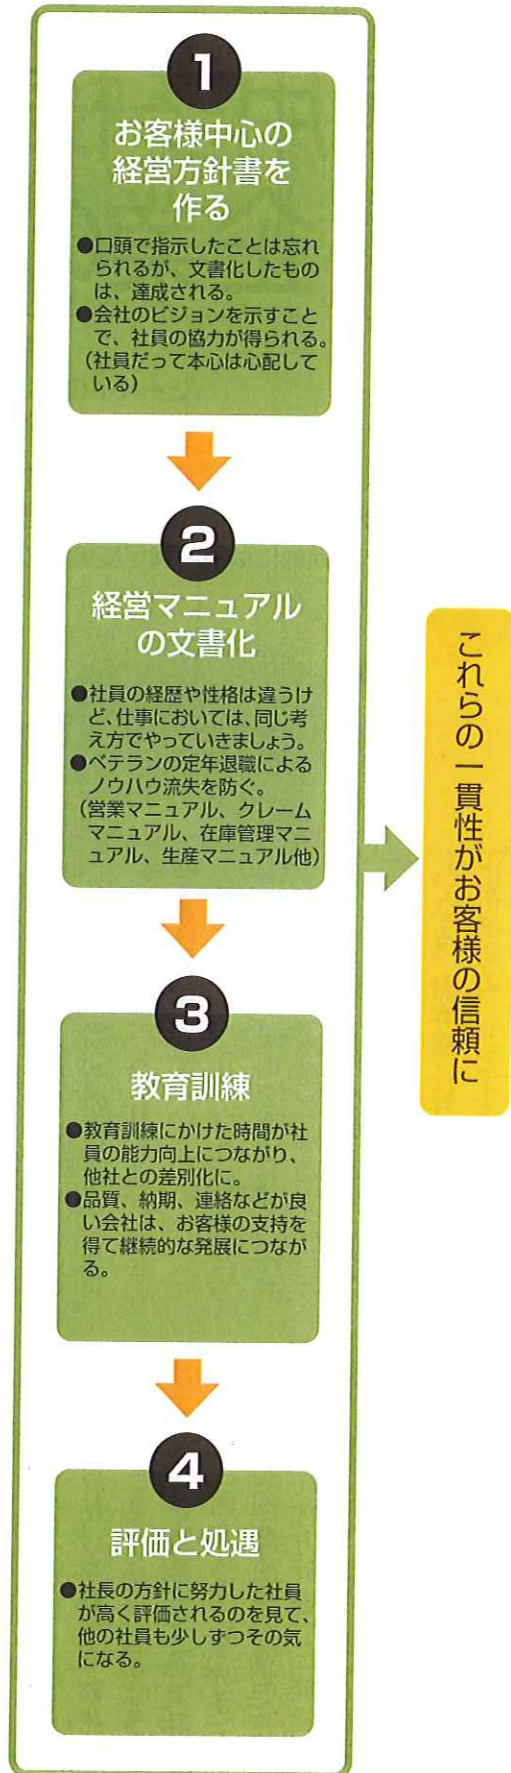 1
お客様中心の
経営方針書を
作る
●口頭で指示したことは忘れ
られるが、文書化したもの
は、達成される。
●会社のビジョンを示すこと
で、社員の協力が得られる。
(社員だって本心は心配して
いる)
2
経営マニュアル
の文書化
●社員の経歴や性格は違うけ
ど、仕事においては、同じ考
え方でやっていきましょう。
●ベテランの定年退職による
ノウハウ流失を防ぐ。
(営業マニュアル、クレーム
マニュアル、在庫管理マニ
ュアル、生産マニュアル他)
3
教育訓練
●教育訓練にかけた時間が社
員の能力向上につながり、
他社との差別化に。
●品質、納期、連絡などが良
い会社は、お客様の支持を
得て継続的な発展につなが
る。
4
評価と処遇
●社長の方針に努力した社員
が高く評価されるのを見て、
他の社員も少しずつその気
になる。
これらの一貫性がお客様の信頼に